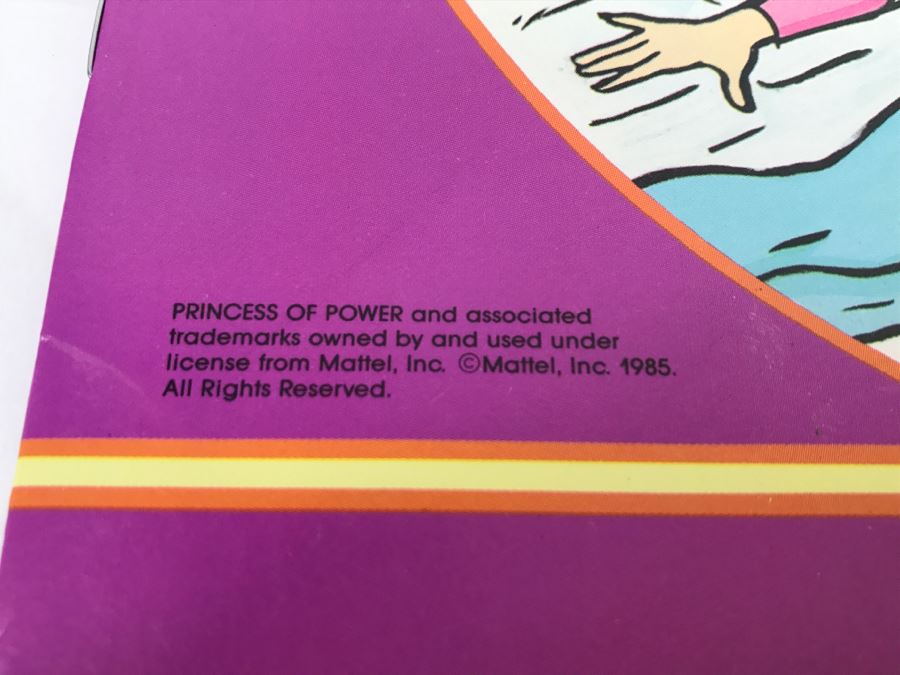 PRINCESS OF POWER and associated
trademarks owned by and used under
license from Mattel, Inc. ©Mattel, Inc. 1985.
All Rights Reserved.